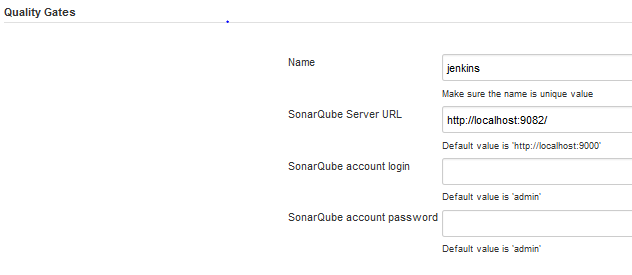 Quality Gates
Name
jenkins
Make sure the name is unique value
SonarQube Server URL
http://localhost:9082/
Default value is 'http://localhost:9000'
SonarQube account login
Default value is 'admin'
SonarQube account password
Default value is 'admin'